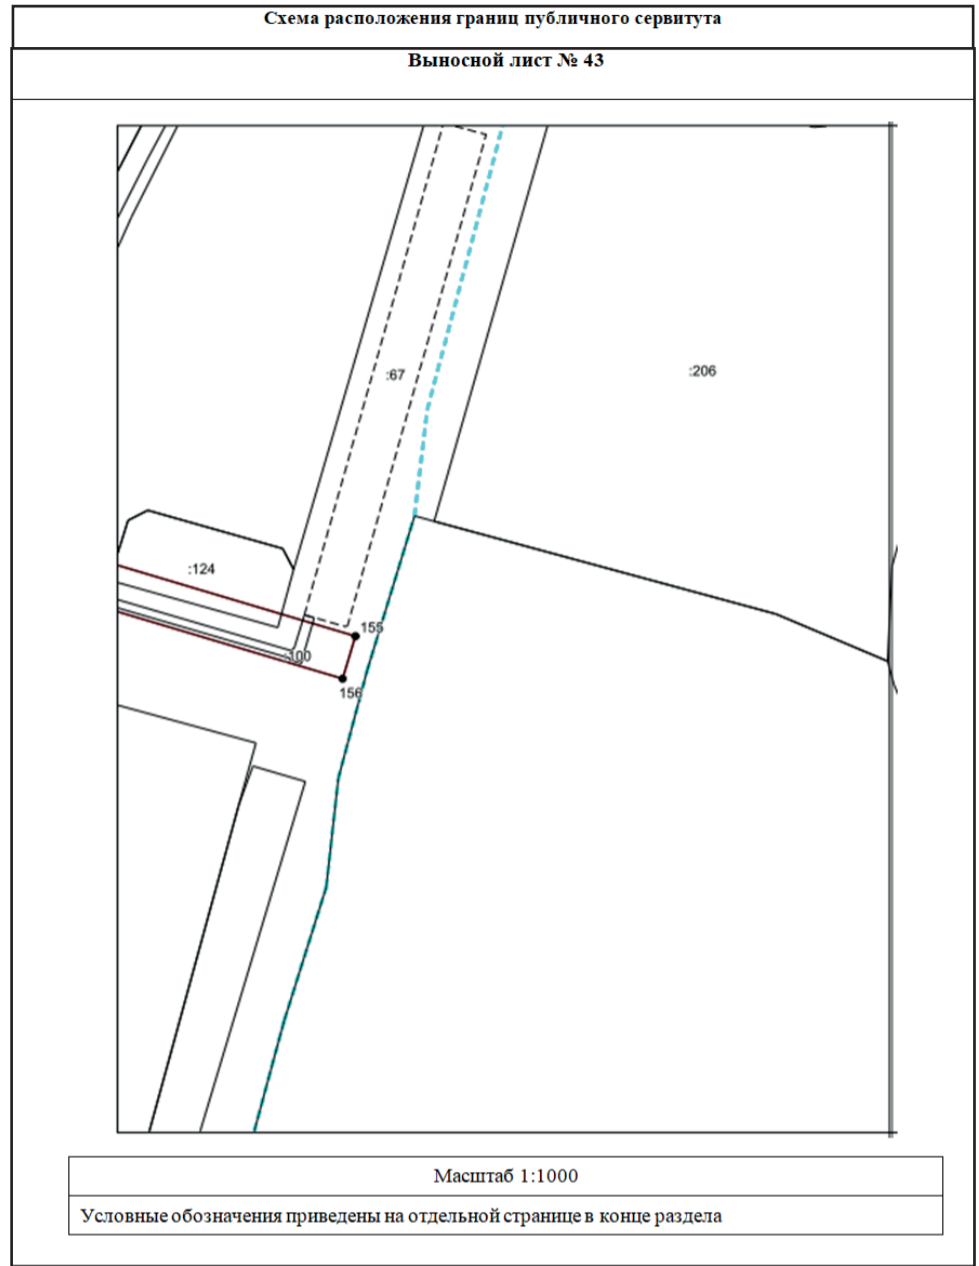 Схема расположения границ публичного сервитута
Выносной лист № 43
:67
:206
:124
155
:100
156
Масштаб 1:1000
Условные обозначения приведены на отдельной странице в конце раздела